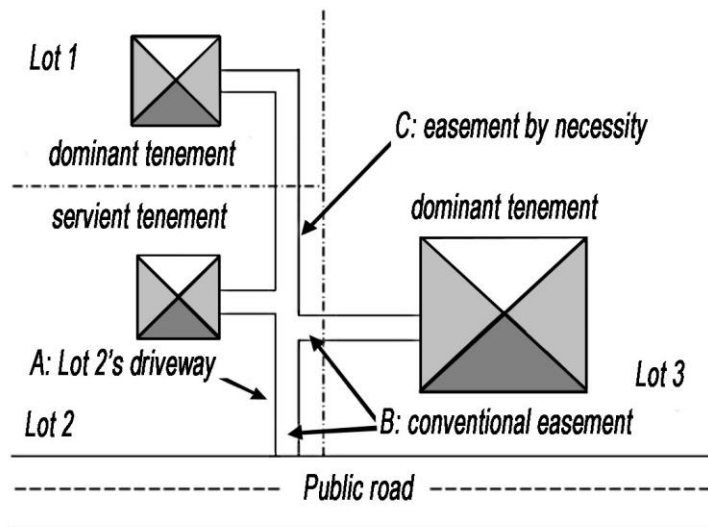 Lot 1
dominant tenement
C: easement by necessity
servient tenement
dominant tenement
A: Lot 2's driveway
Lot 3
Lot 2
B: conventional easement
Public road